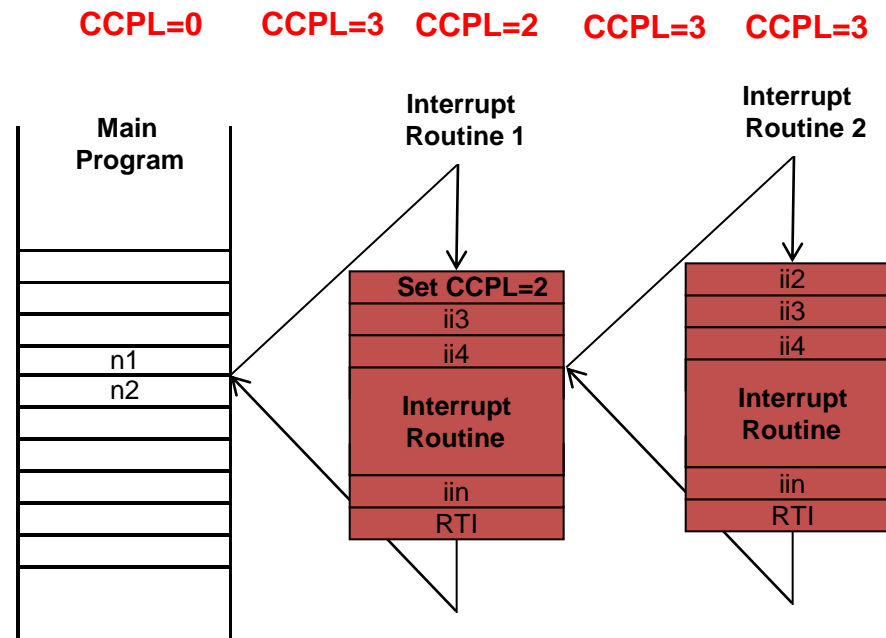 CCPL=0 CCPL=3 CCPL=2 CCPL=3 CCPL=3
Main
Program
n1
n2
Interrupt
Routine 1
Set CCPL=2
ii3
ii4
Interrupt
Routine
iin
RTI
Interrupt
Routine 2
ii2
ii3
ii4
Interrupt
Routine
iin
RTI